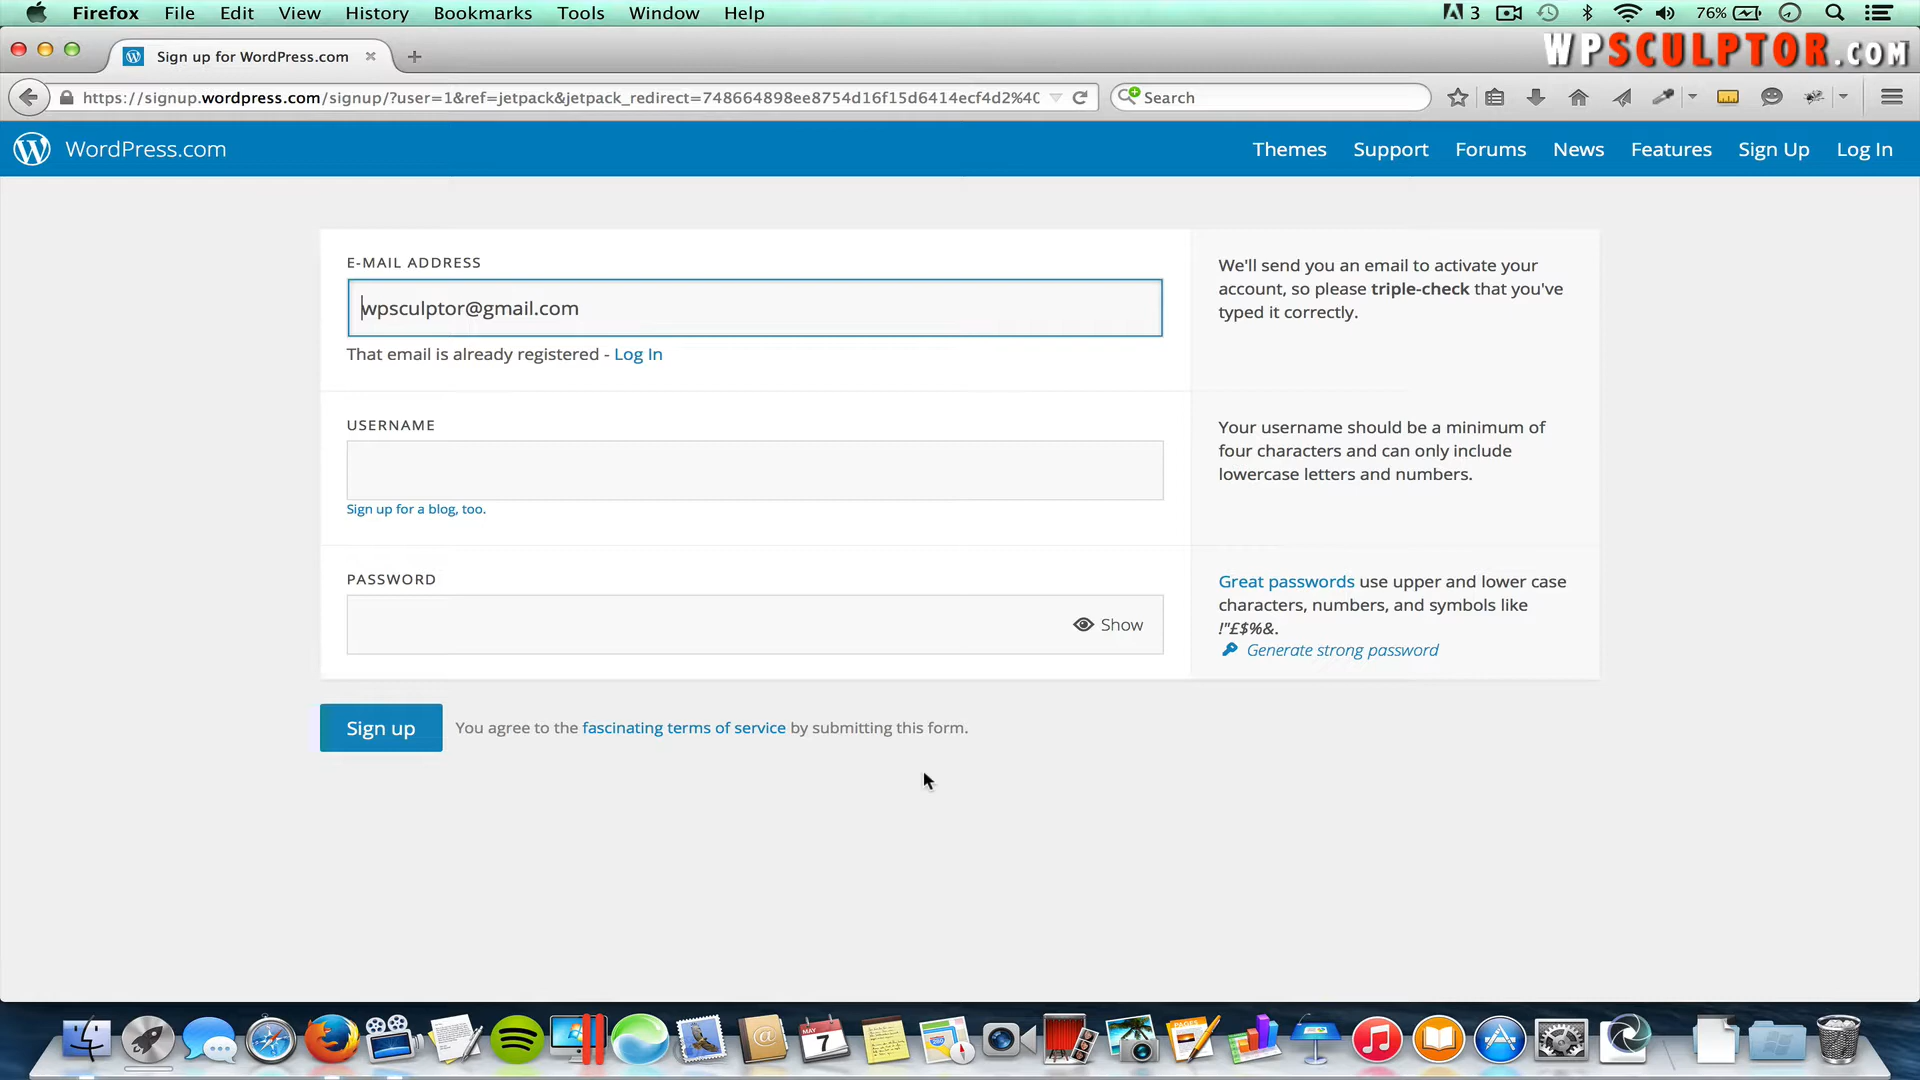 Firefox File Edit View History Bookmarks Tools Window Help 3 76%
WPSCULPTOR.COM
Sign up for WordPress.com
https://signup.wordpress.com/signup/?user=1&ref=jetpack&jetpack_redirect=748664898ee8754d16f15d6414ecf4d2%4C Search
WordPress.com Themes Support Forums News Features Sign Up Log In
E-MAIL ADDRESS
wpsculptor@gmail.com
That email is already registered - Log In
We'll send you an email to activate your
account, so please triple-check that you've
typed it correctly.
USERNAME
Sign up for a blog, too.
Your username should be a minimum of
four characters and can only include
lowercase letters and numbers.
PASSWORD
Show
Great passwords use upper and lower case
characters, numbers, and symbols like
!"£$%&.
Generate strong password
Sign up You agree to the fascinating terms of service by submitting this form.
MAY
7
PAGES